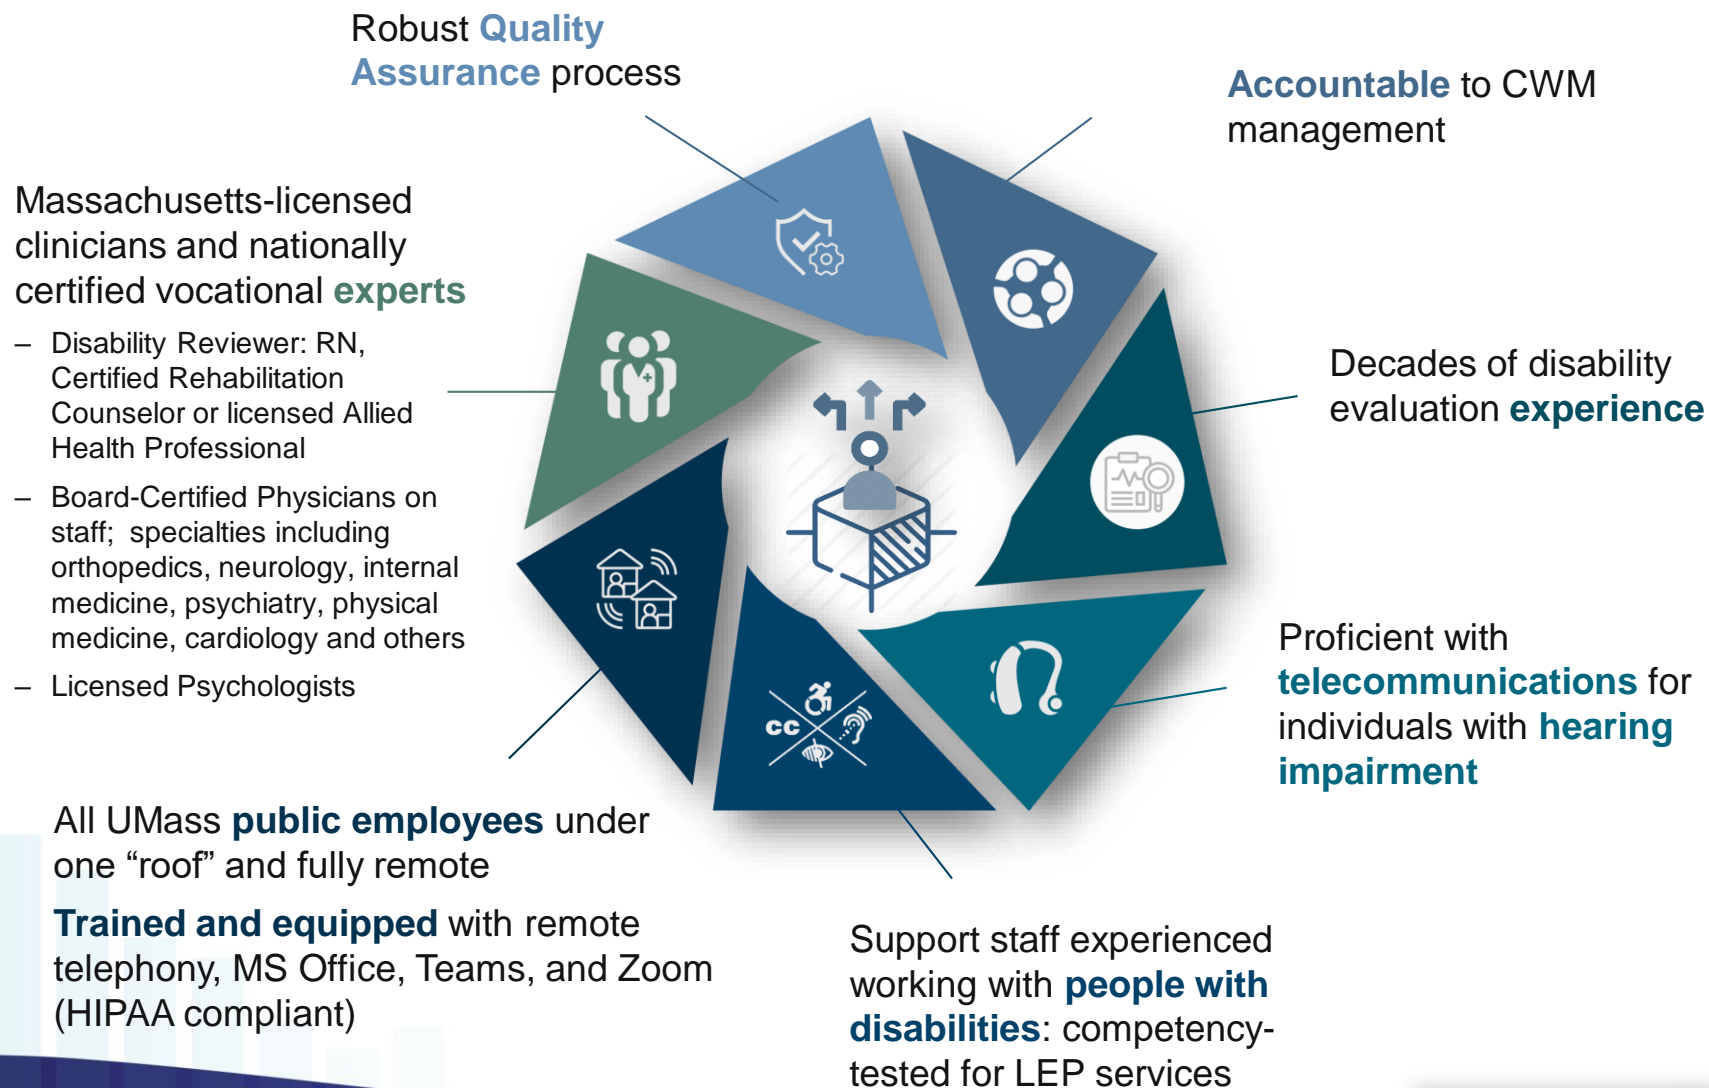 Robust Quality
Assurance process
Accountable to CWM
management
Massachusetts-licensed
clinicians and nationally
certified vocational experts
– Disability Reviewer: RN,
Certified Rehabilitation
Counselor or licensed Allied
Health Professional
– Board-Certified Physicians on
staff; specialties including
orthopedics, neurology, internal
medicine, psychiatry, physical
medicine, cardiology and others
– Licensed Psychologists
Decades of disability
evaluation experience
Proficient with
telecommunications for
individuals with hearing
impairment
CC
All UMass public employees under
one “roof” and fully remote
Trained and equipped with remote
telephony, MS Office, Teams, and Zoom
(HIPAA compliant)
Support staff experienced
working with people with
disabilities: competency-
tested for LEP services